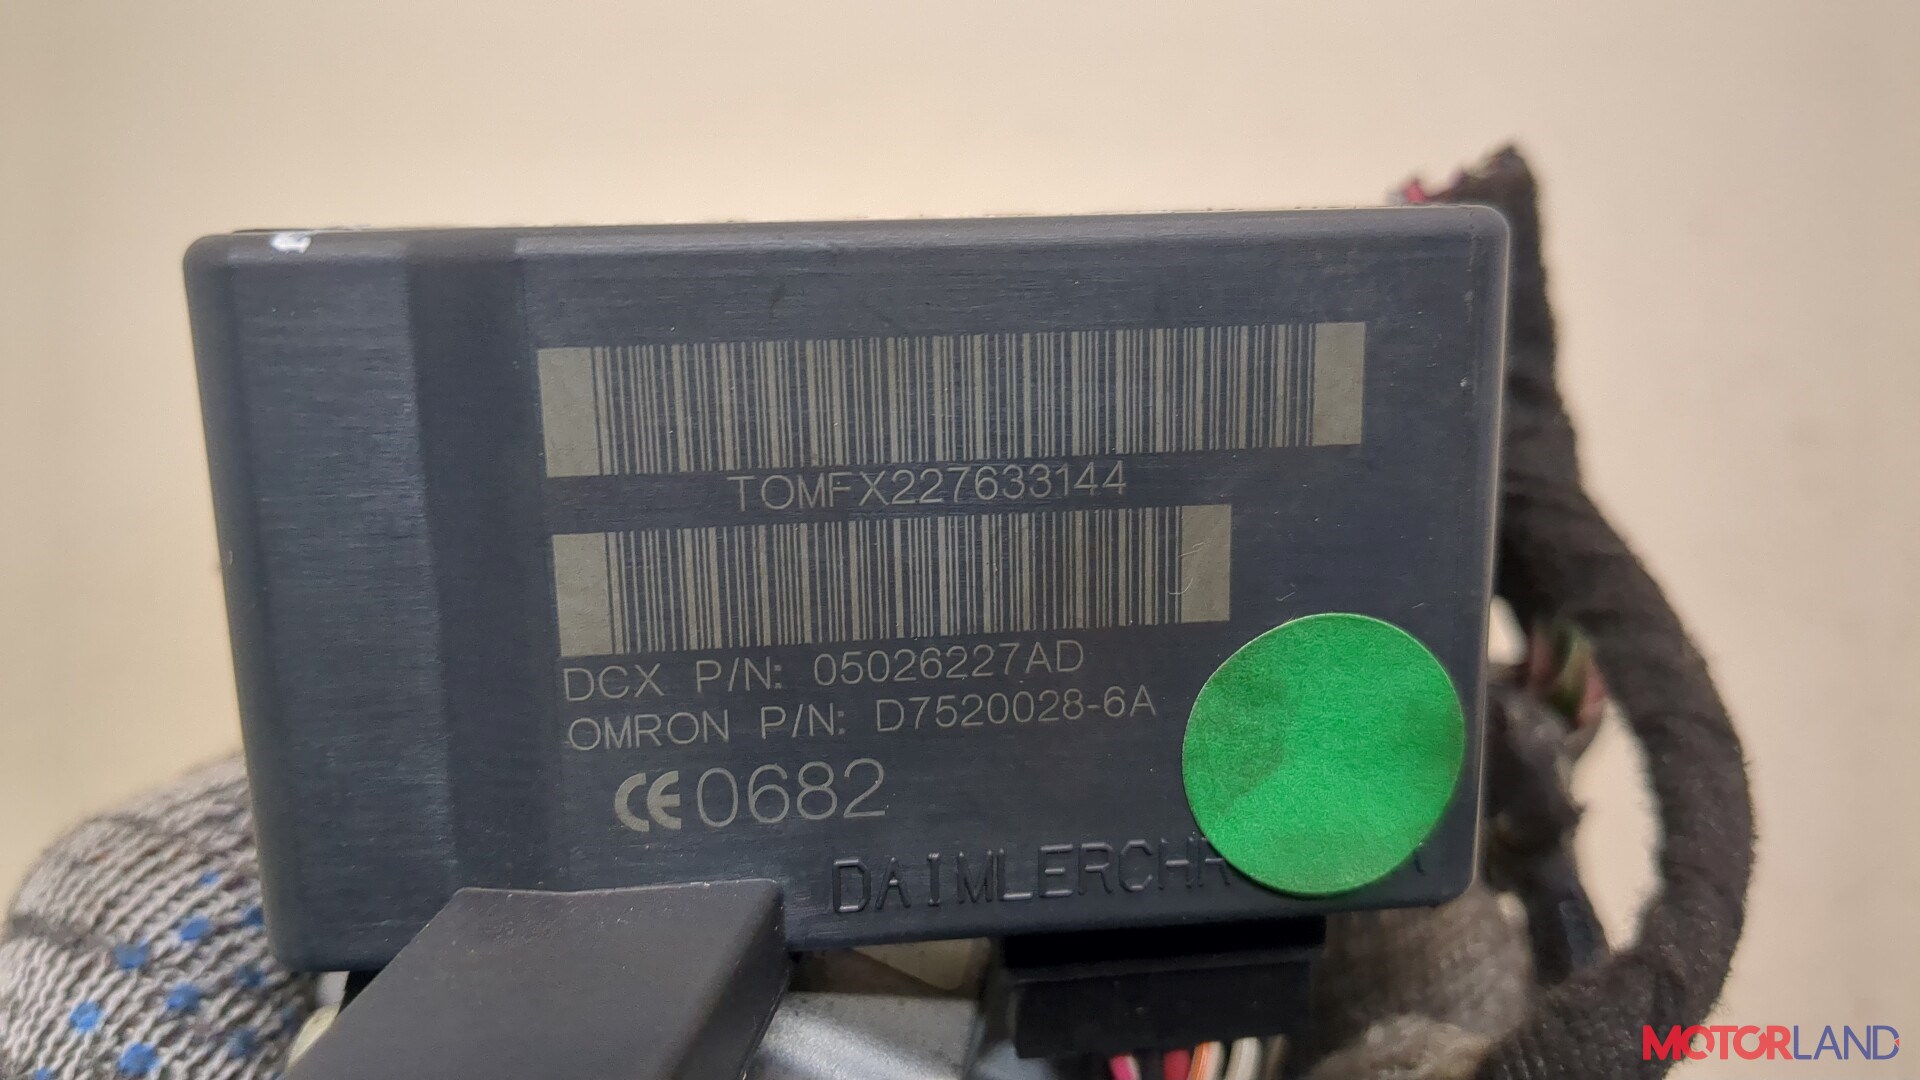 TOMFX227633144
DCX P/N: 05026227AD
OMRON P/N: D7520028-6A
CE0682
MOTORLAND